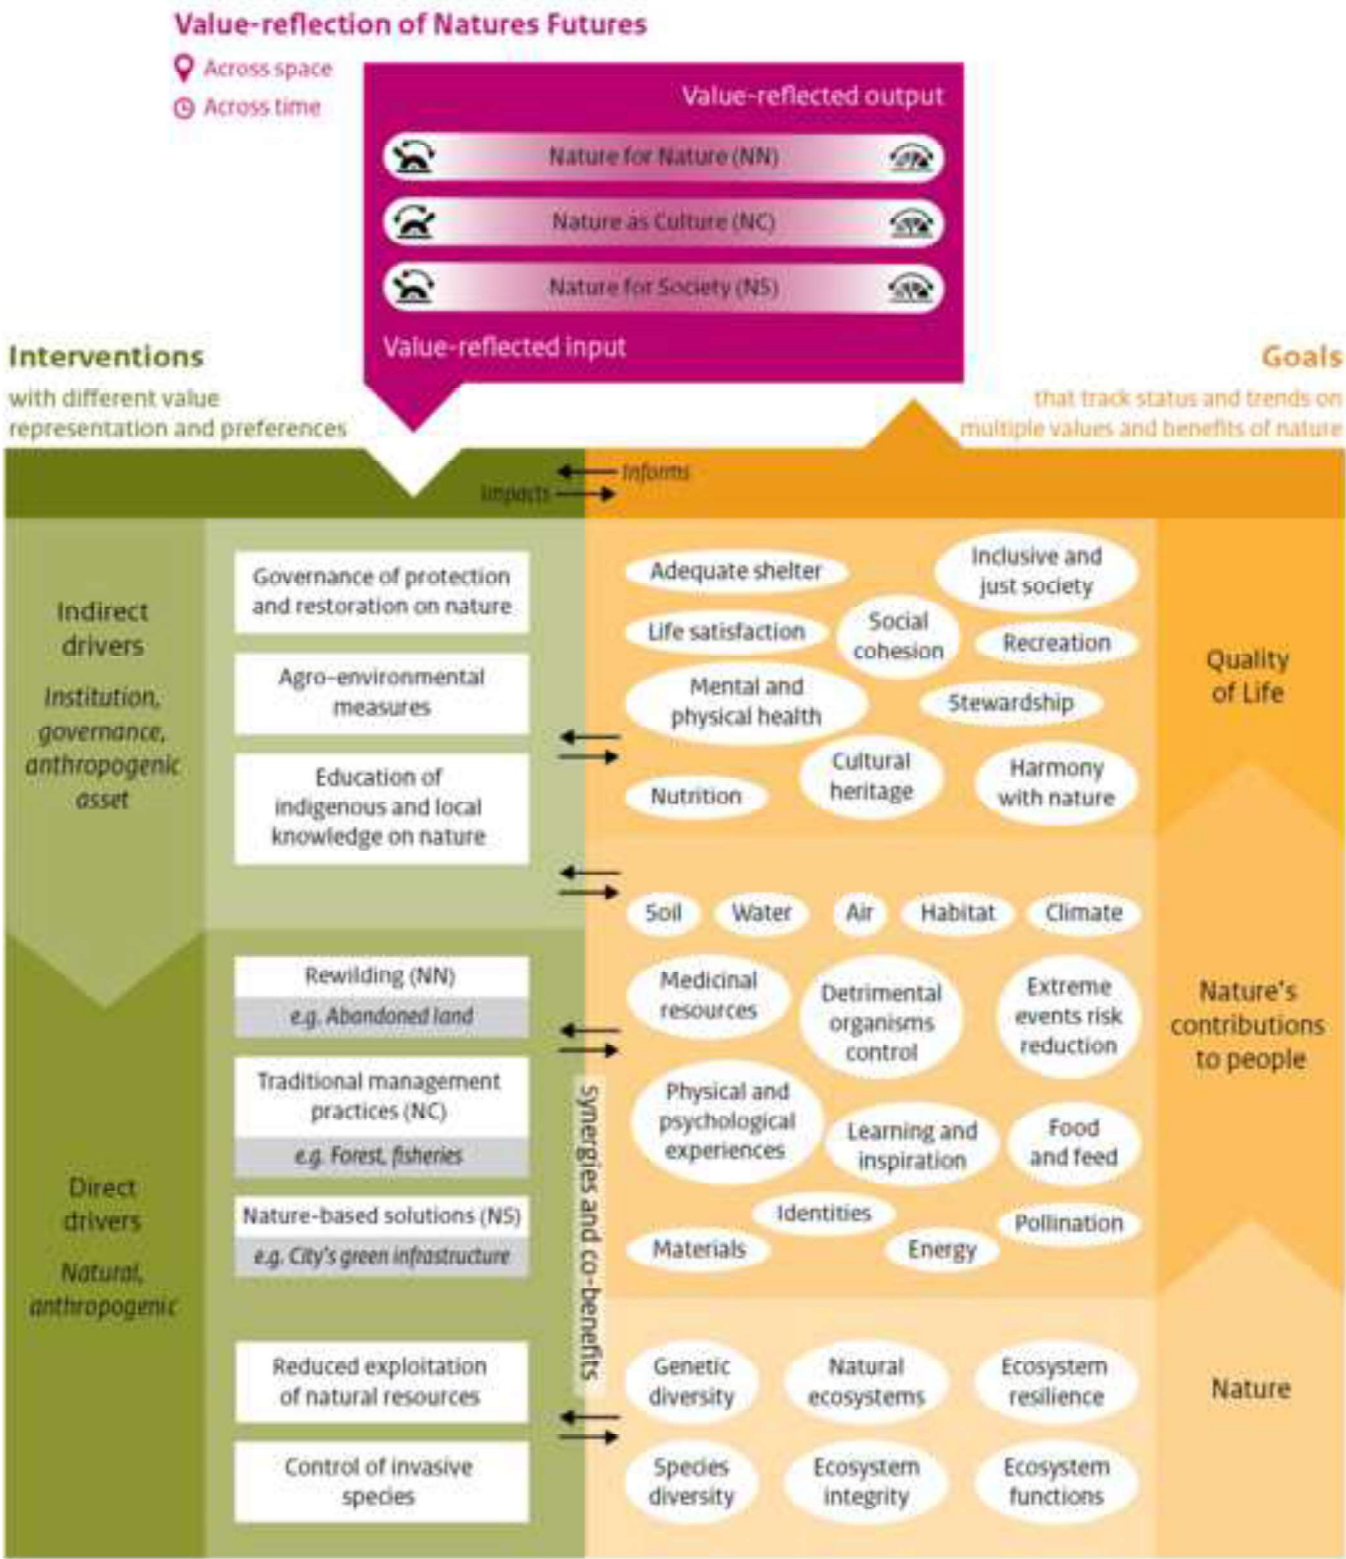 Value-reflection of Natures Futures
Across space
Across time
Value-reflected output
Nature for Nature (NN)
Nature as Culture (NC)
Nature for Society (NS)
Value-reflected input
Interventions
with different value
representation and preferences
Goals
that track status and trends on
multiple values and benefits of nature
Informs
Impacts
Indirect
drivers
Institution,
governance,
anthropogenic
asset
Governance of protection
and restoration on nature
Agro-environmental
measures
Education of
indigenous and local
knowledge on nature
Adequate shelter
Inclusive and
just society
Life satisfaction
Social
cohesion
Recreation
Mental and
physical health
Stewardship
Nutrition
Cultural
heritage
Harmony
with nature
Quality
of Life
Direct
drivers
Natural,
anthropogenic
Rewilding (NN)
e.g. Abandoned land
Traditional management
practices (NC)
e.g. Forest, fisheries
Nature-based solutions (NS)
e.g. City's green infrastructure
Reduced exploitation
of natural resources
Control of invasive
species
Synergies and co-benefits
Soil
Water
Air
Habitat
Climate
Medicinal
resources
Detrimental
organisms
control
Extreme
events risk
reduction
Physical and
psychological
experiences
Learning and
inspiration
Food
and feed
Identities
Pollination
Materials
Energy
Nature's
contributions
to people
Genetic
diversity
Natural
ecosystems
Ecosystem
resilience
Species
diversity
Ecosystem
integrity
Ecosystem
functions
Nature